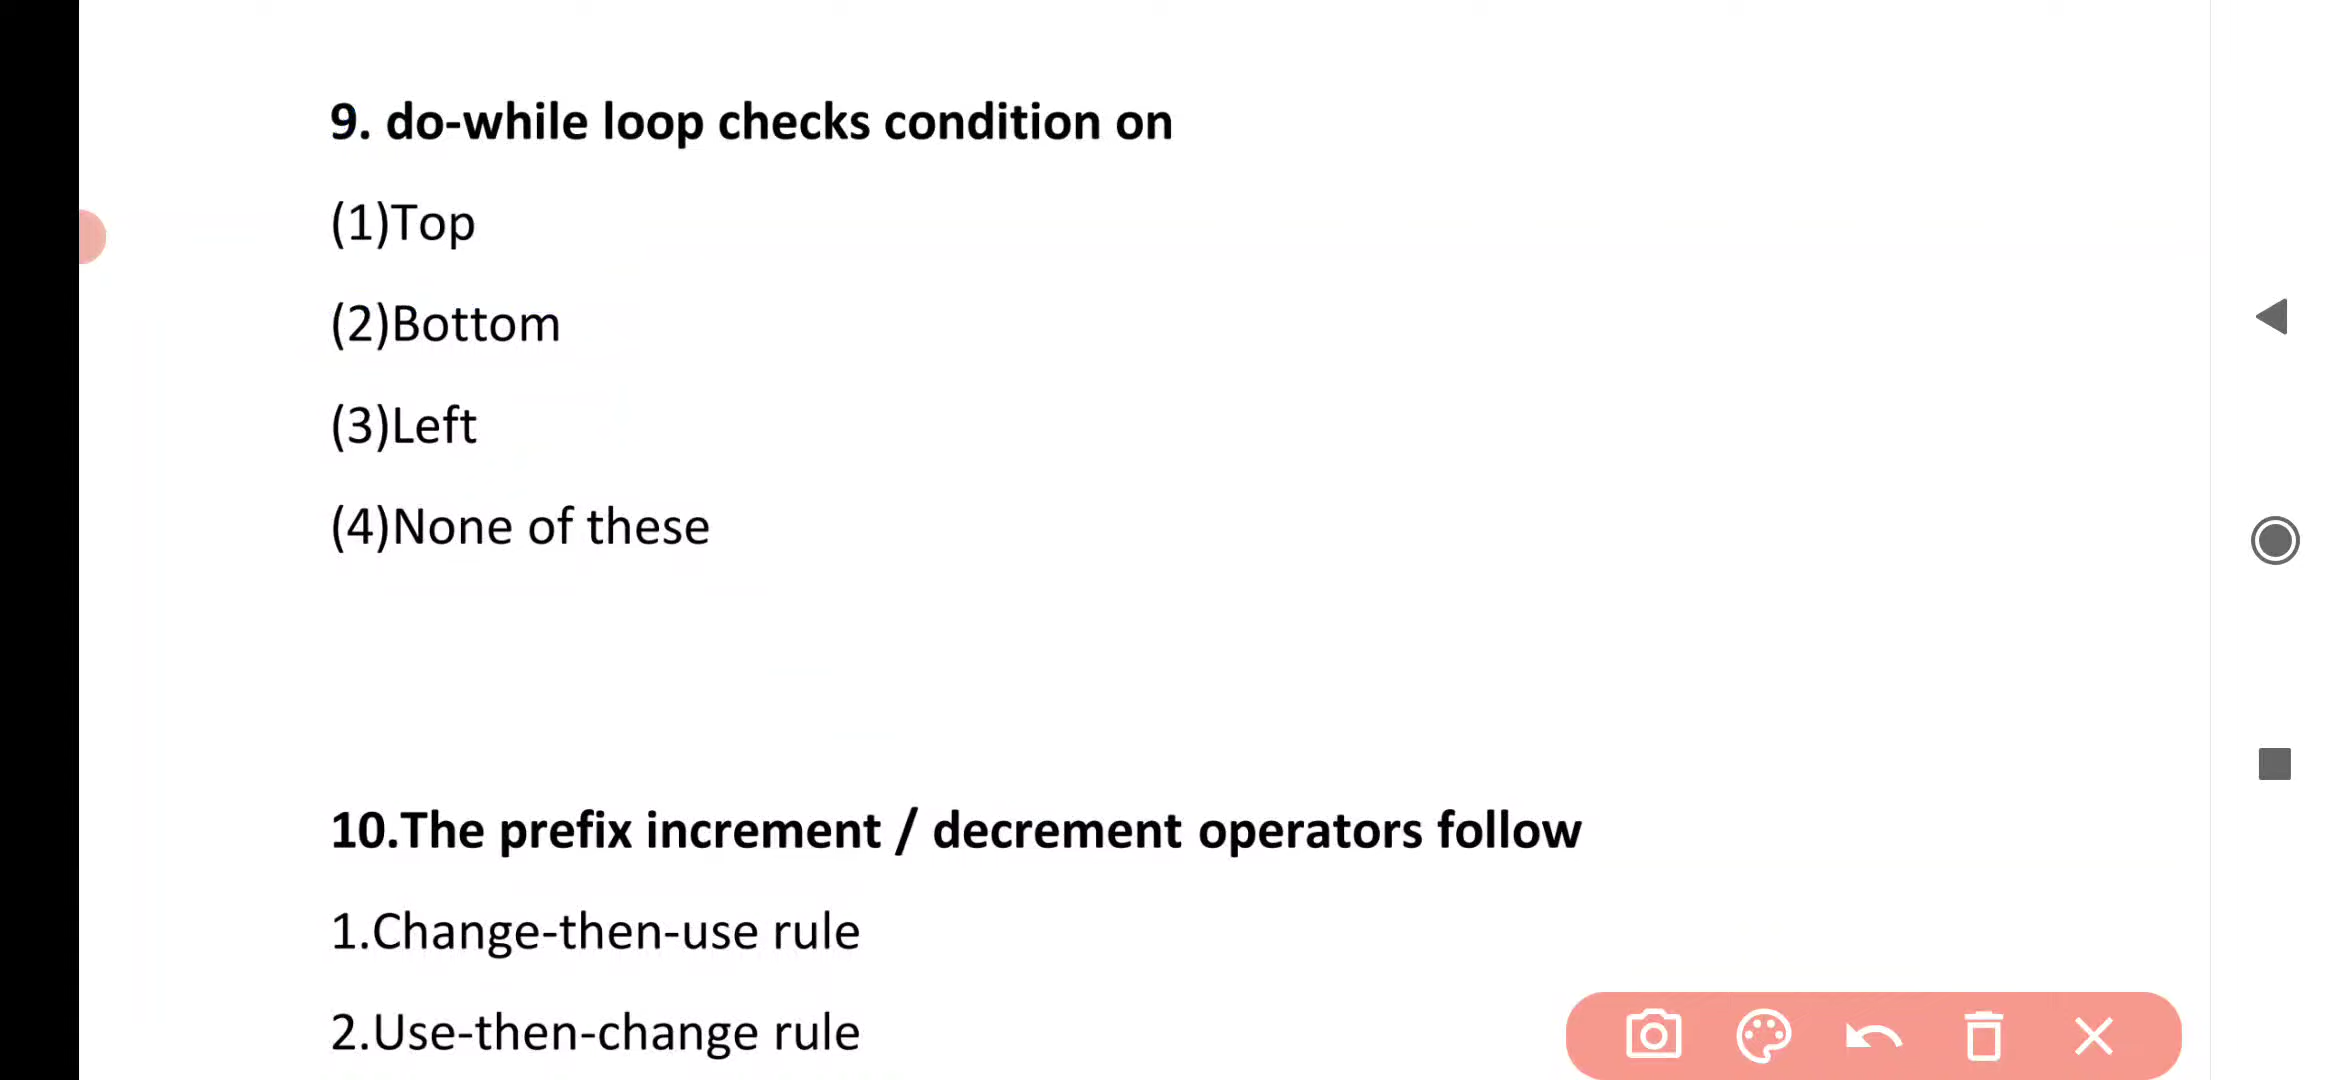 9. do-while loop checks condition on
(1)Top
(2)Bottom
(3)Left
(4)None of these
10.The prefix increment / decrement operators follow
1.Change-then-use rule
2.Use-then-change rule